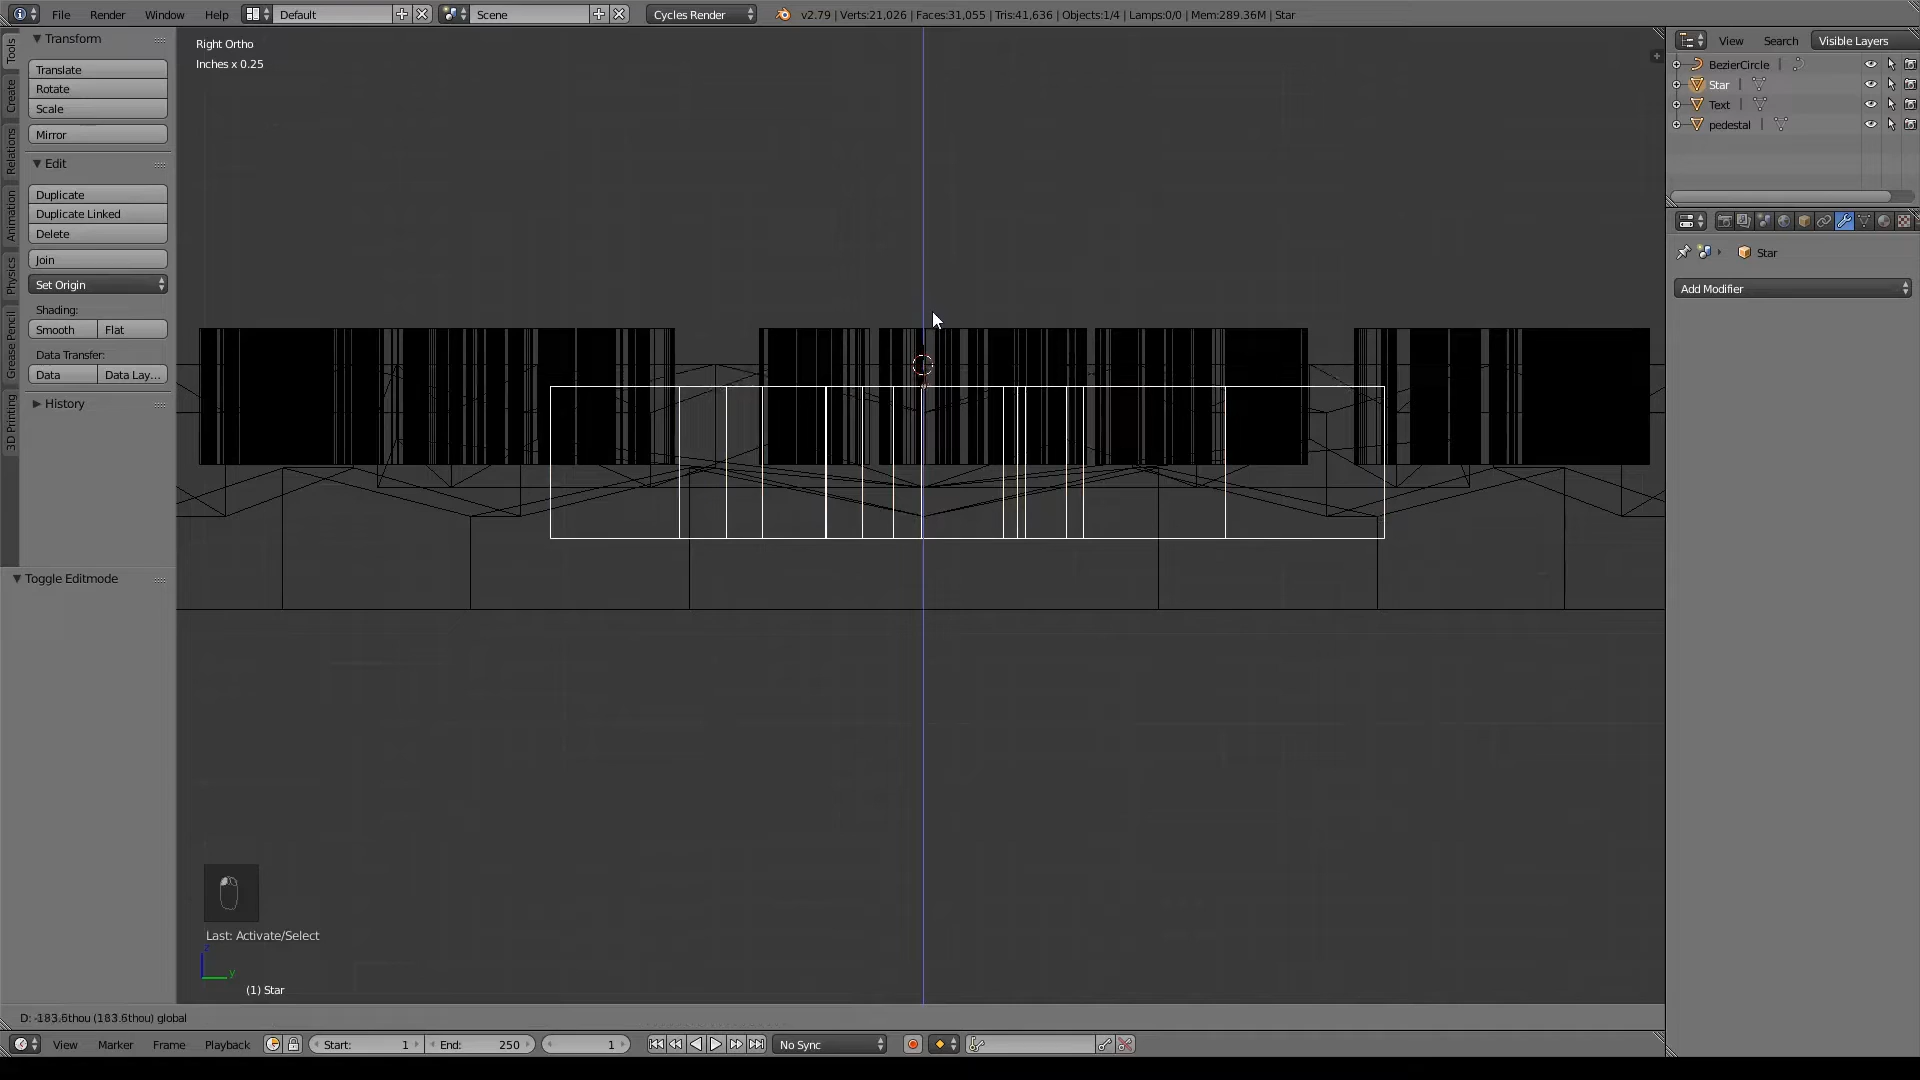 File Render Window Help Default Scene Cycles Render v2.79 | Verts:21,026 | Faces:31,055 | Tris:41,636 | Objects:1/4 | Lamps:0/0 | Mem:289.36M | Star
Tools
Create
Relations
Animation
Physics
Grease Pencil
3D Printing
Transform
Translate
Rotate
Scale
Mirror
Edit
Duplicate
Duplicate Linked
Delete
Join
Set Origin
Shading:
Smooth Flat
Data Transfer:
Data Data Lay...
History
Toggle Editmode
Right Ortho
Inches x 0.25
Last: Activate/Select
z
y
(1) Star
D: -183.6thou (183.6thou) global
View Marker Frame Playback Start: 1 End: 250 1 No Sync
View Search Visible Layers
BezierCircle
Star
Text
pedestal
Star
Add Modifier